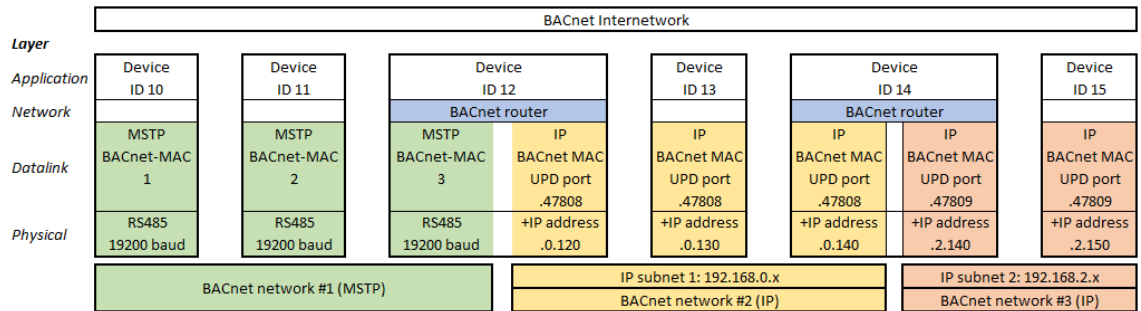 BACnet Internetwork
Layer
Application
Device
ID 10
Device
ID 11
Device
ID 12
Device
ID 13
Device
ID 14
Device
ID 15
Network
BACnet router
BACnet router
Datalink
MSTP
BACnet-MAC
1
MSTP
BACnet-MAC
2
MSTP
BACnet-MAC
3
IP
BACnet MAC
UPD port
.47808
IP
BACnet MAC
UPD port
.47808
IP
BACnet MAC
UPD port
.47808
IP
BACnet MAC
UPD port
.47809
IP
BACnet MAC
UPD port
.47809
Physical
RS485
19200 baud
RS485
19200 baud
RS485
19200 baud
+IP address
.0.120
+IP address
.0.130
+IP address
.0.140
+IP address
.2.140
+IP address
.2.150
BACnet network #1 (MSTP)
IP subnet 1: 192.168.0.x
BACnet network #2 (IP)
IP subnet 2: 192.168.2.x
BACnet network #3 (IP)